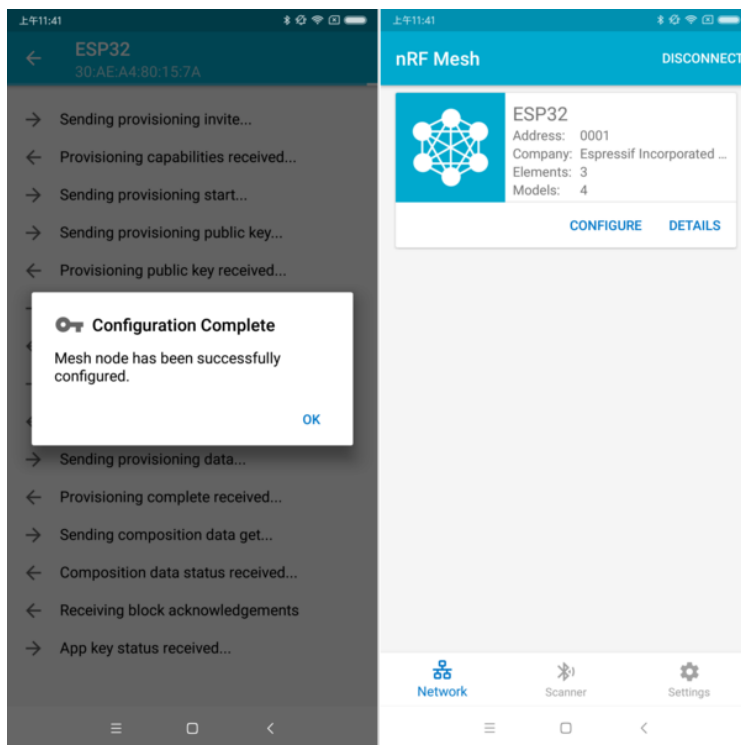 上午11:41
ESP32
30:AE:A4:80:15:7A
Sending provisioning invite...
Provisioning capabilities received...
Sending provisioning start...
Sending provisioning public key...
Provisioning public key received...
Configuration Complete
Mesh node has been successfully
configured.
OK
Sending provisioning data...
Provisioning complete received...
Sending composition data get...
Composition data status received...
Receiving block acknowledgements
App key status received...
上午11:41
nRF Mesh
DISCONNECT
ESP32
Address: 0001
Company: Espressif Incorporated ...
Elements: 3
Models: 4
CONFIGURE DETAILS
Network
Scanner
Settings